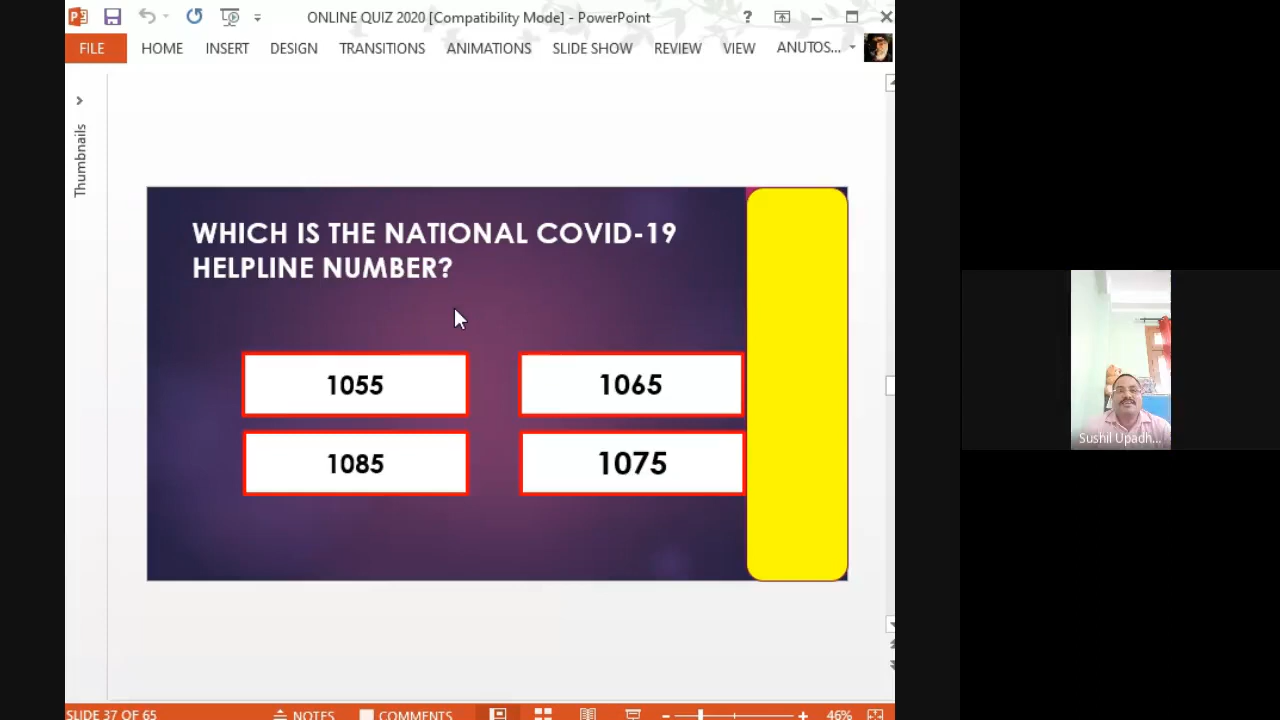 ONLINE QUIZ 2020 [Compatibility Mode] - PowerPoint
FILE HOME INSERT DESIGN TRANSITIONS ANIMATIONS SLIDE SHOW REVIEW VIEW ANUTOS...
Thumbnails
WHICH IS THE NATIONAL COVID-19
HELPLINE NUMBER?
1055 1065
1085 1075
Sushil Upadh...
SLIDE 37 OF 65 NOTES COMMENTS 46%